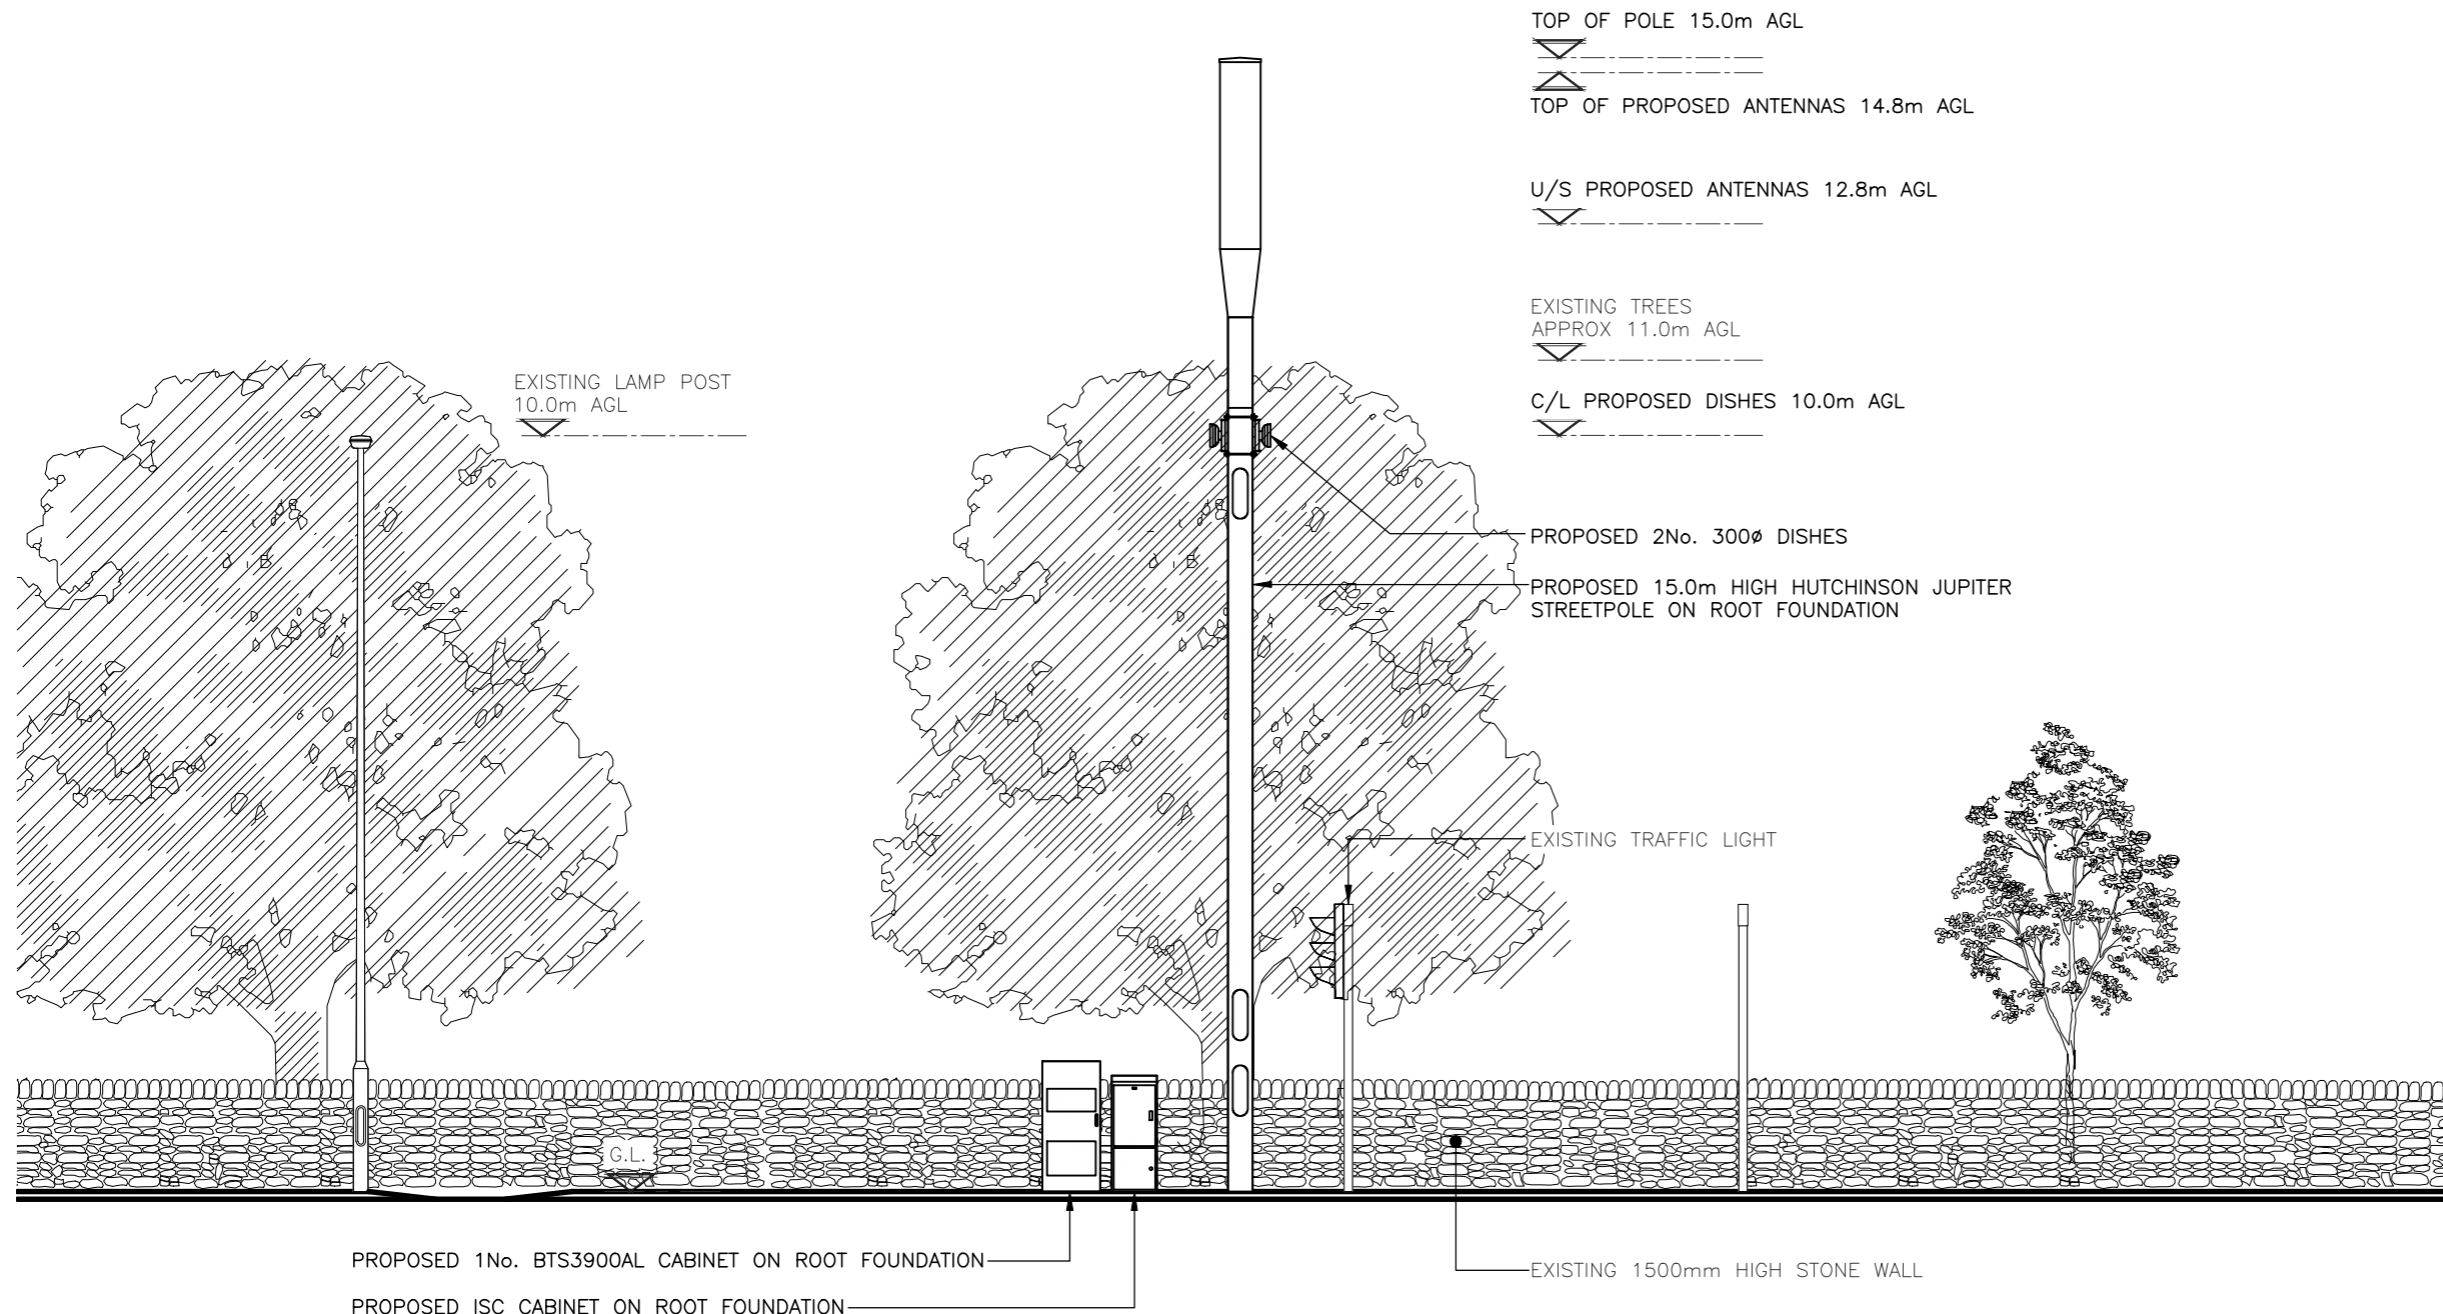 TOP OF POLE 15.0m AGL
TOP OF PROPOSED ANTENNAS 14.8m AGL
U/S PROPOSED ANTENNAS 12.8m AGL
EXISTING TREES
APPROX 11.0m AGL
EXISTING LAMP POST
10.0m AGL
C/L PROPOSED DISHES 10.0m AGL
PROPOSED 2No. 300ø DISHES
PROPOSED 15.0m HIGH HUTCHINSON JUPITER
STREETPOLE ON ROOT FOUNDATION
EXISTING TRAFFIC LIGHT
G.L.
PROPOSED 1No. BTS3900AL CABINET ON ROOT FOUNDATION
EXISTING 1500mm HIGH STONE WALL
PROPOSED ISC CABINET ON ROOT FOUNDATION